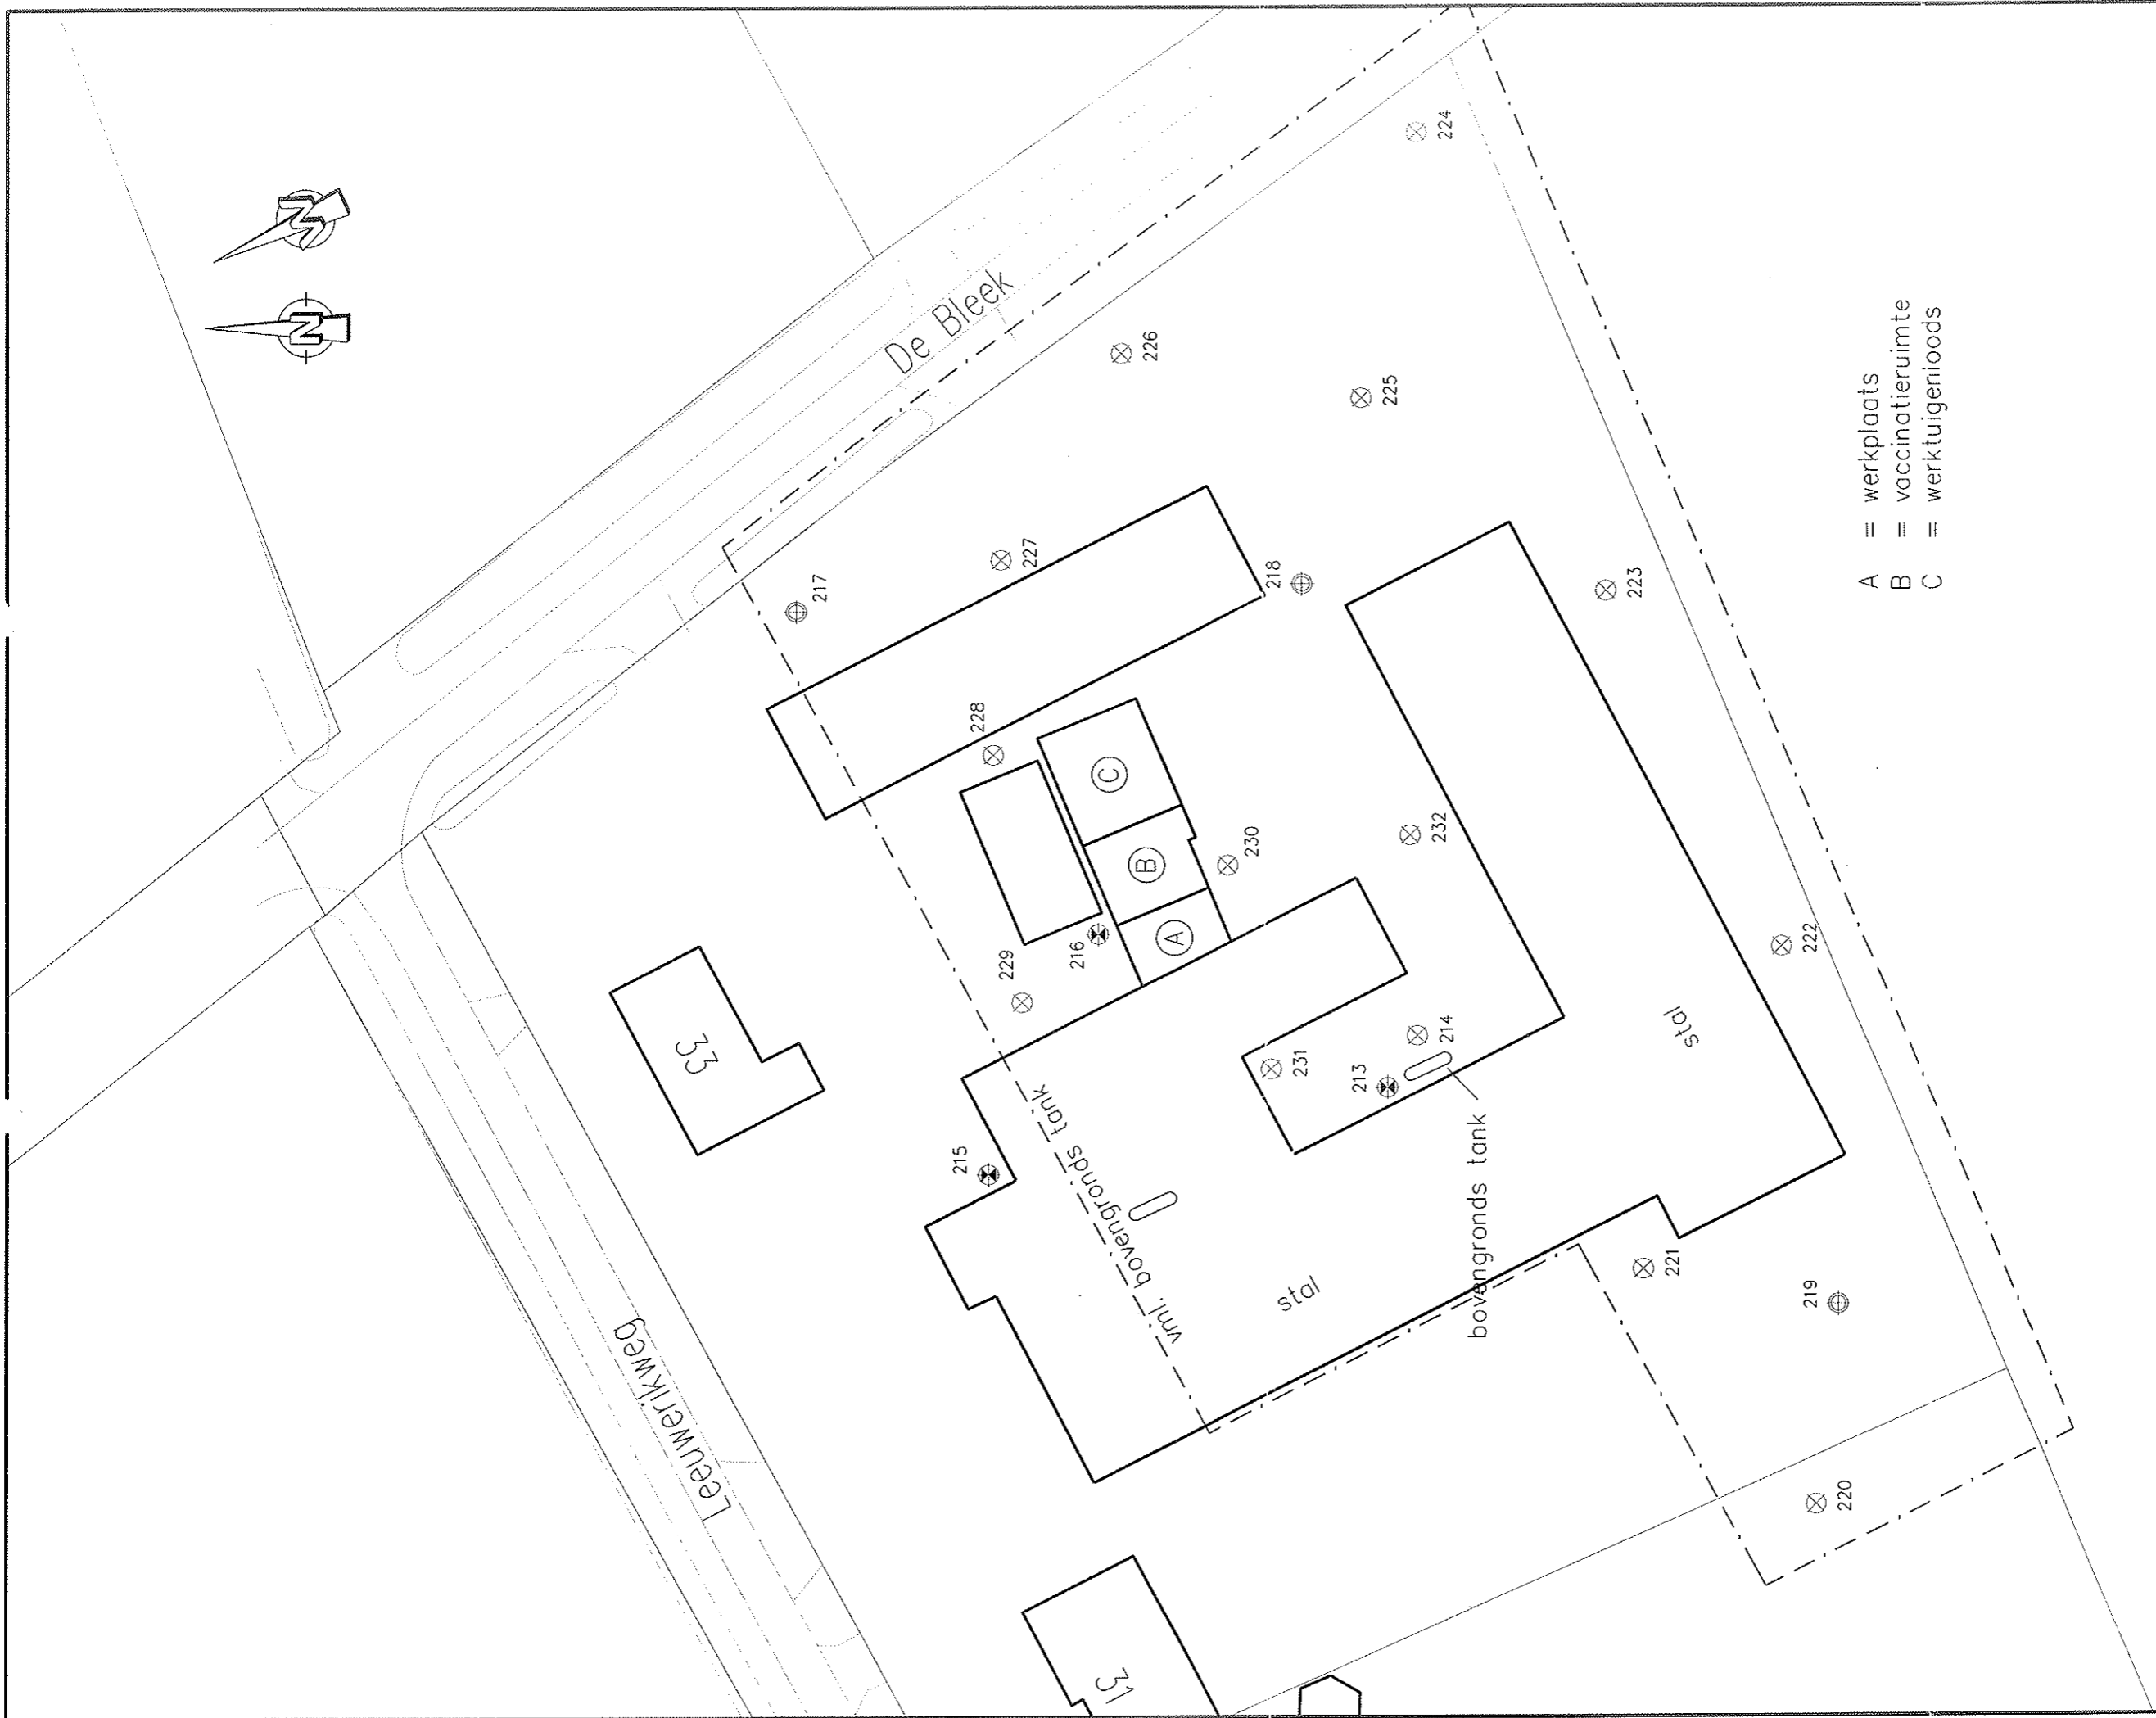 N
N
De Bleek
Leeuwerikweg
224
226
225
227
217
218
223
228
C
B
A
230
232
216
229
222
33
231
214
213
215
stal
vml. bovengronds tank
bovengronds tank
stal
221
219
220
31
A = werkplaats
B = vaccinatieruimte
C = werktuigenioods